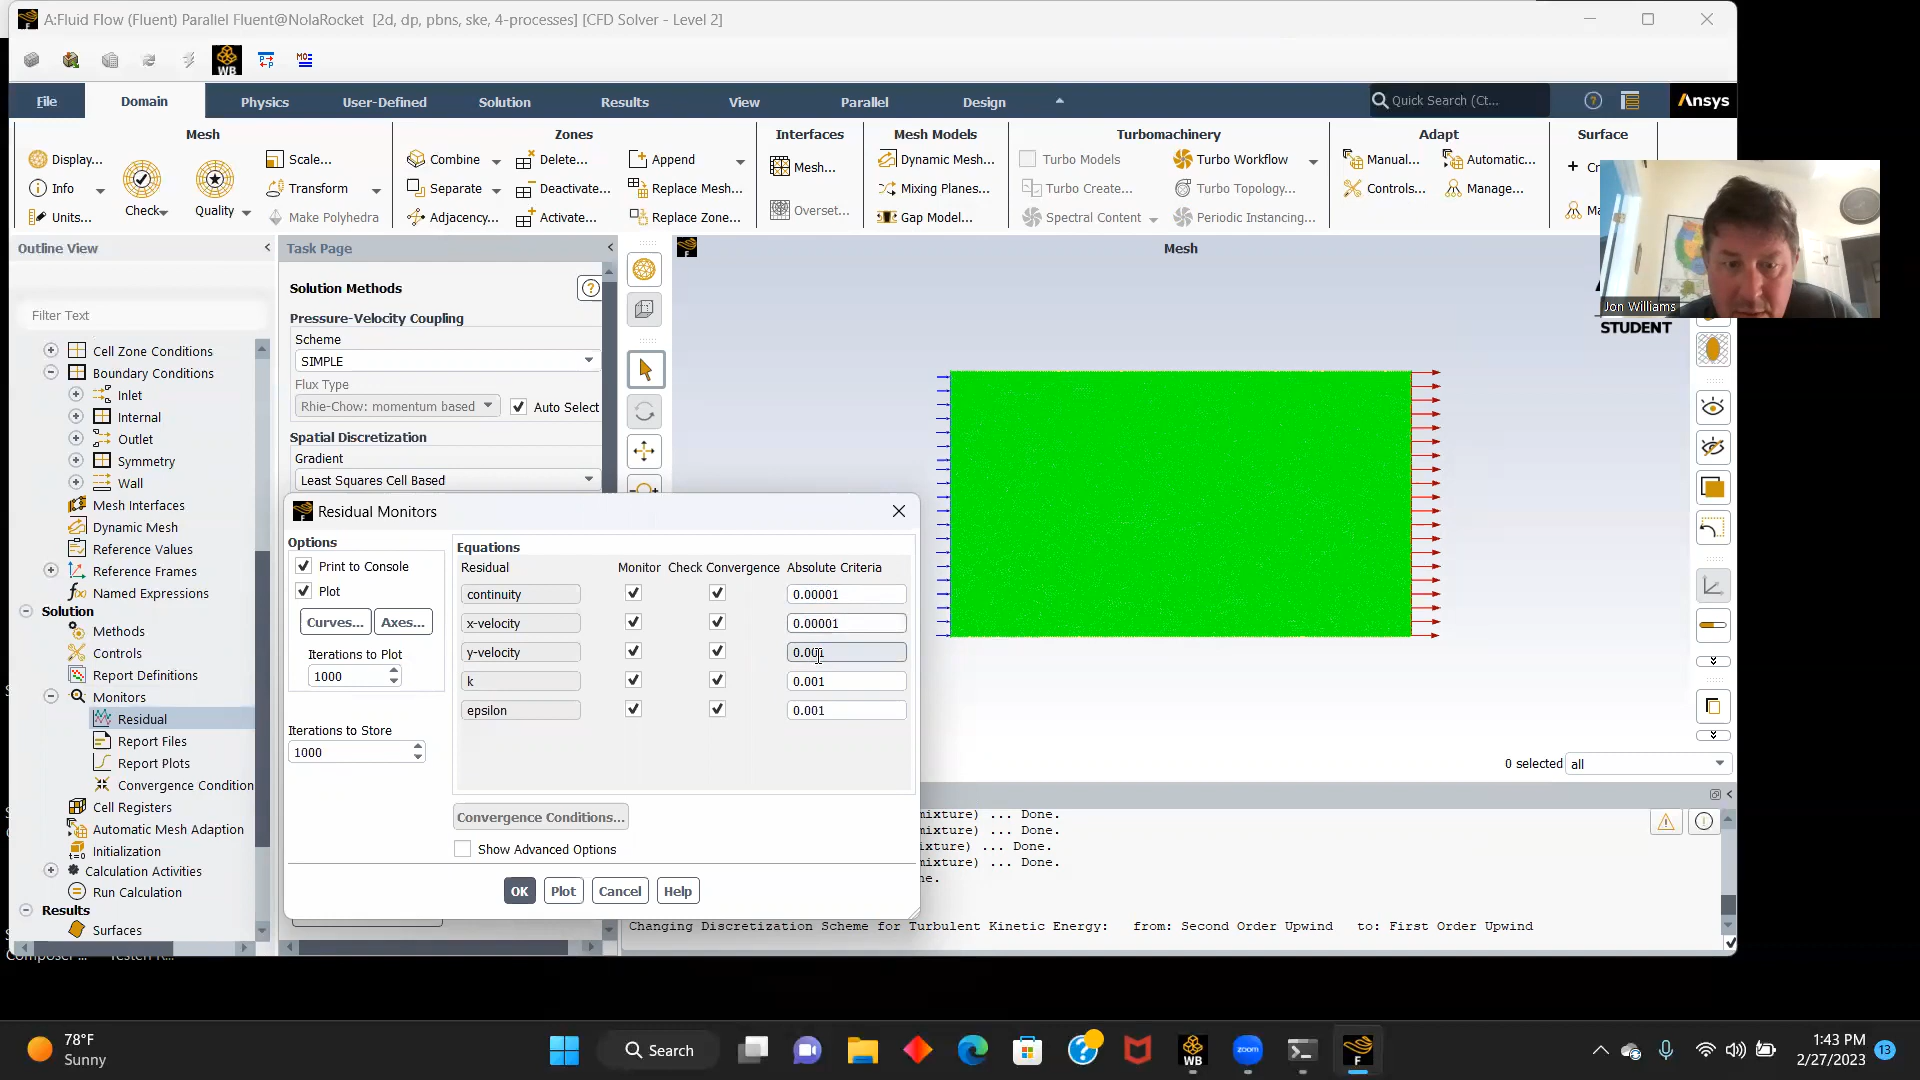 A:Fluid Flow (Fluent) Parallel Fluent@NolaRocket [2d, dp, pbns, ske, 4-processes] [CFD Solver - Level 2]
WB
File Domain Physics User-Defined Solution Results View Parallel Design
Quick Search (Ct...
Ansys
Mesh Zones Interfaces Mesh Models Turbomachinery Adapt Surface
Display... Scale... Combine Delete... Append Mesh... Dynamic Mesh... Turbo Models Turbo Workflow Manual... Automatic...
Info Transform Separate Deactivate... Replace Mesh... Mixing Planes... Turbo Create... Turbo Topology... Controls... Manage...
Units... Check Quality Make Polyhedra Adjacency... Activate... Replace Zone... Overset... Gap Model... Spectral Content Periodic Instancing...
Outline View
Filter Text
Cell Zone Conditions
Boundary Conditions
Inlet
Internal
Outlet
Symmetry
Wall
Mesh Interfaces
Dynamic Mesh
Reference Values
Reference Frames
Named Expressions
Solution
Methods
Controls
Report Definitions
Monitors
Residual
Report Files
Report Plots
Convergence Condition
Cell Registers
Automatic Mesh Adaption
Initialization
Calculation Activities
Run Calculation
Results
Surfaces
Task Page
Solution Methods
Pressure-Velocity Coupling
Scheme
SIMPLE
Flux Type
Rhie-Chow: momentum based Auto Select
Spatial Discretization
Gradient
Least Squares Cell Based
Mesh
Jon Williams
STUDENT
Residual Monitors
Options
Print to Console
Plot
Curves... Axes...
Iterations to Plot
1000
Iterations to Store
1000
Equations
Residual Monitor Check Convergence Absolute Criteria
continuity 0.00001
x-velocity 0.00001
y-velocity 0.001
k 0.001
epsilon 0.001
Convergence Conditions...
Show Advanced Options
OK Plot Cancel Help
0 selected all
mixture) ... Done.
mixture) ... Done.
ixture) ... Done.
mixture) ... Done.
ne.
Changing Discretization Scheme for Turbulent Kinetic Energy: from: Second Order Upwind to: First Order Upwind
78°F
Sunny
Search
WB
zoom
1:43 PM
2/27/2023
13